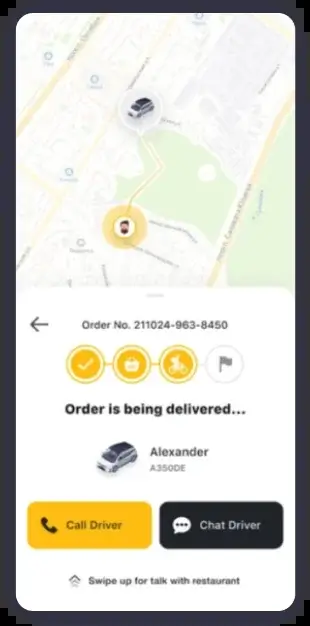 Order No. 211024-963-8450
Order is being delivered...
Alexander
A350DE
Call Driver
Chat Driver
Swipe up for talk with restaurant